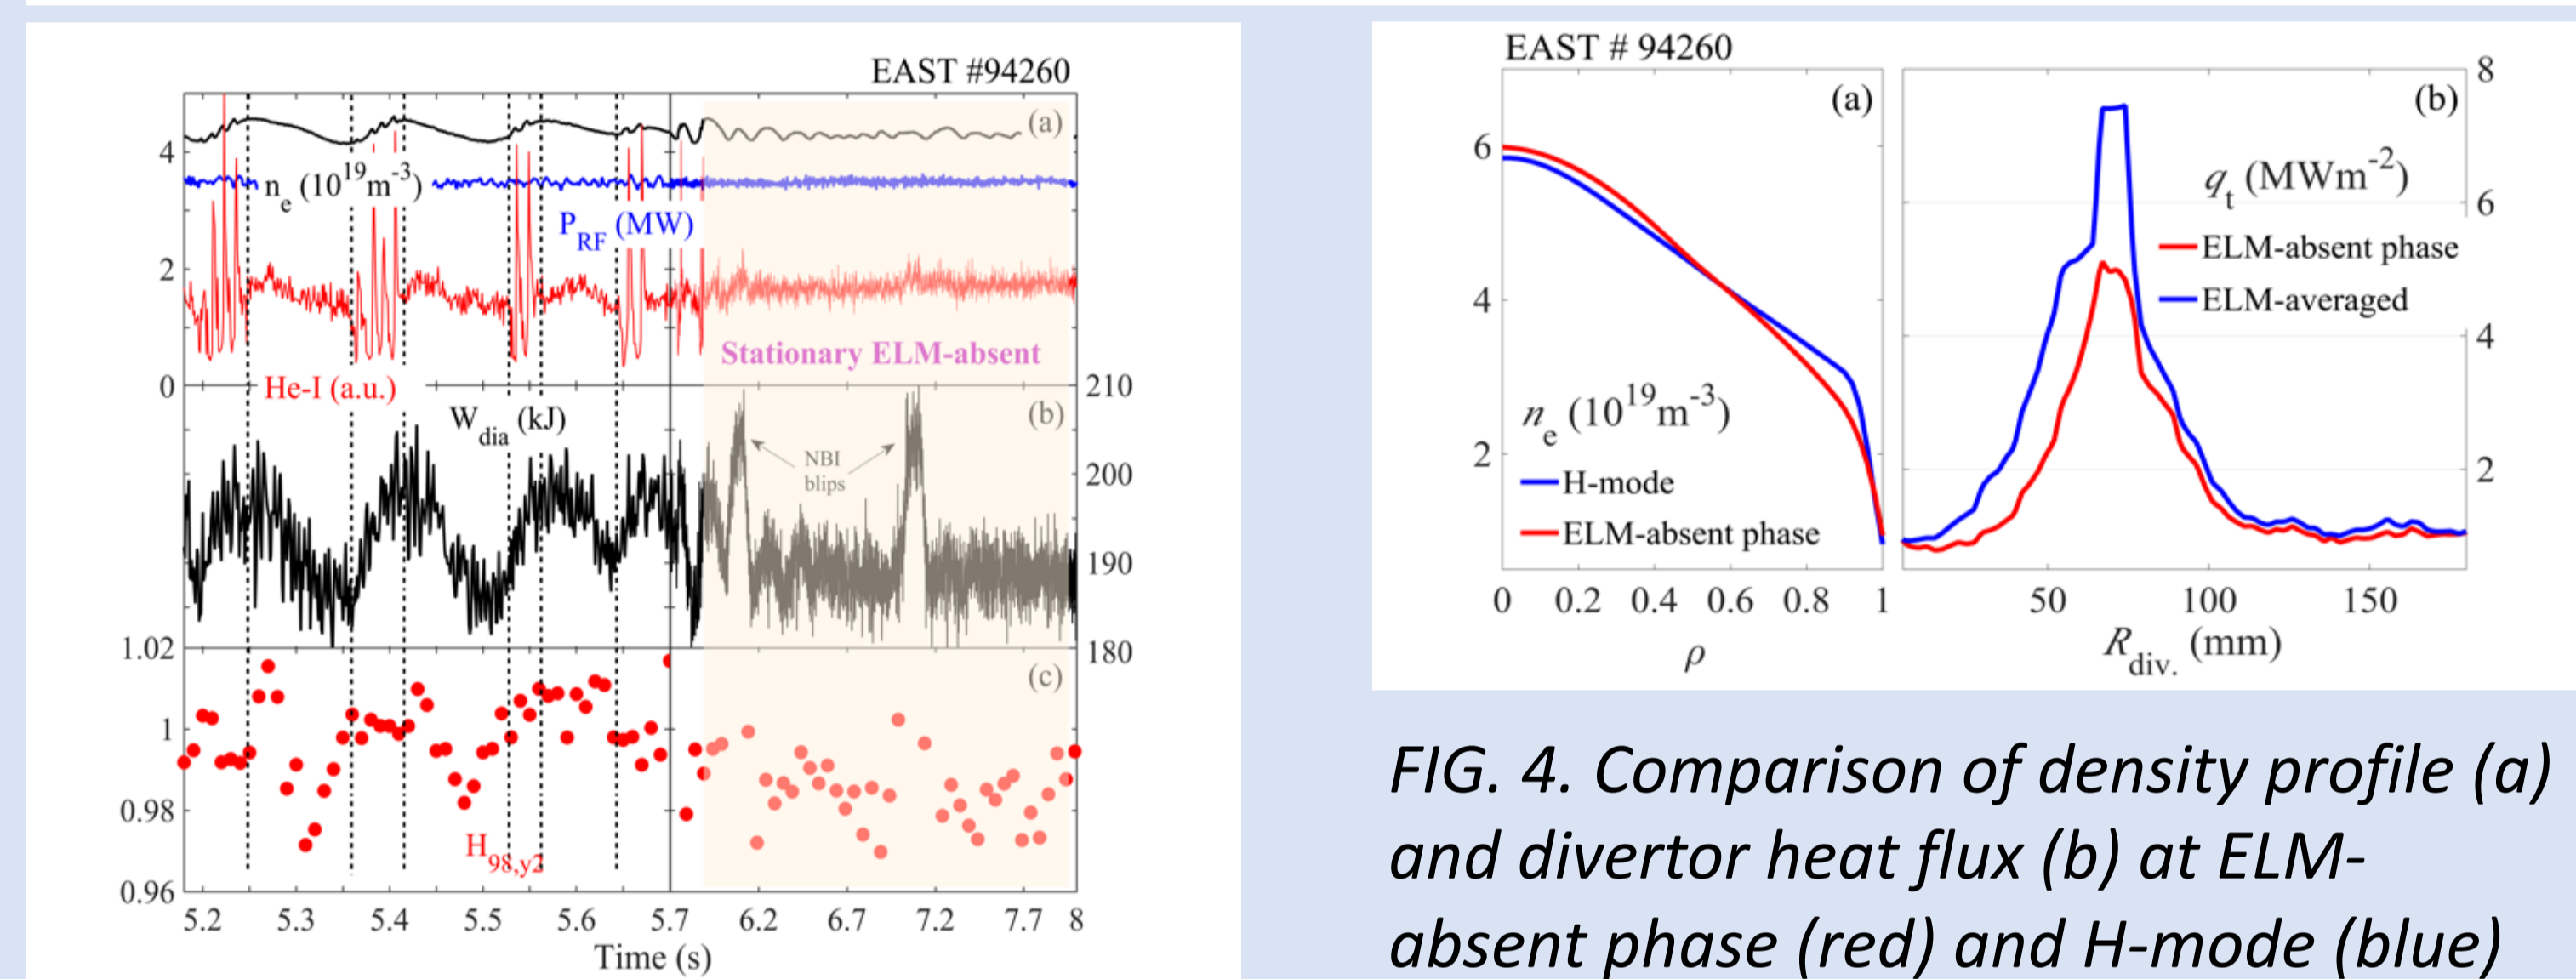 EAST #94260
(a)
4
n_e (10^19 m^-3)
P_RF (MW)
2
Stationary ELM-absent
0
He-I (a.u.)
210
W_dia (kJ)
(b)
NBI
blips
200
190
1.02
180
(c)
1
0.98
H_98,y2
0.96
5.2 5.3 5.4 5.5 5.6 5.7 6.2 6.7 7.2 7.7 8
Time (s)
EAST # 94260
(a)
6
4
n_e (10^19 m^-3)
2
H-mode
ELM-absent phase
0 0.2 0.4 0.6 0.8 1
ρ
8
(b)
q_t (MWm^-2)
6
ELM-absent phase
ELM-averaged
4
2
50 100 150
R_div. (mm)
FIG. 4. Comparison of density profile (a)
and divertor heat flux (b) at ELM-
absent phase (red) and H-mode (blue)